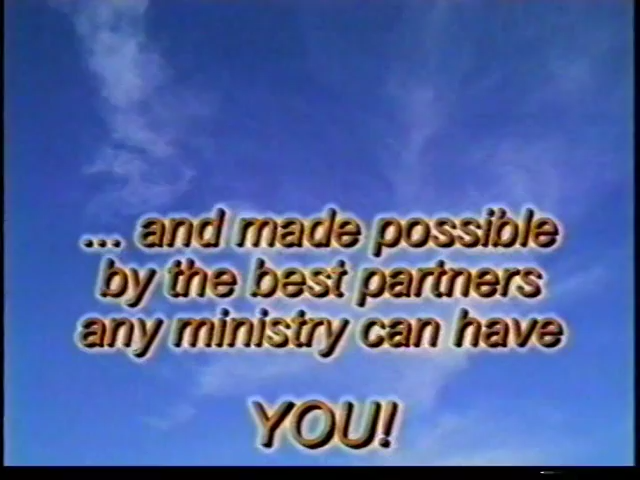 ... and made possible
by the best partners
any ministry can have
YOU!